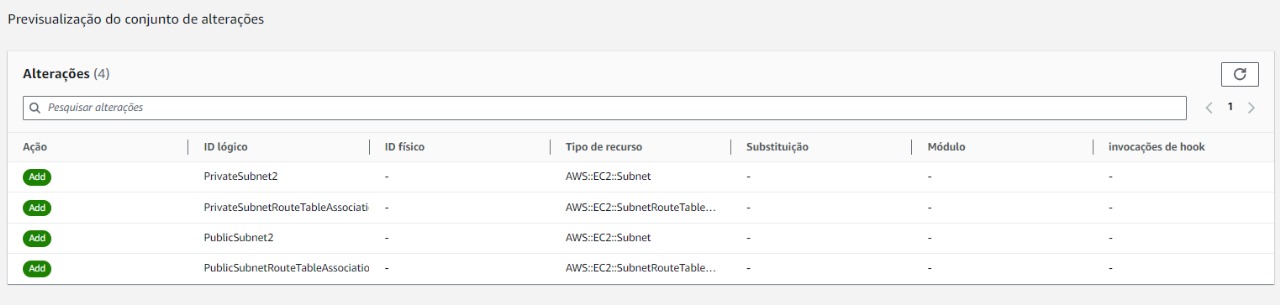 Previsualização do conjunto de alterações
Alterações (4)
Pesquisar alterações
1
Ação ID lógico ID físico Tipo de recurso Substituição Módulo invocações de hook
Add PrivateSubnet2 - AWS::EC2::Subnet - - -
Add PrivateSubnetRouteTableAssociati - AWS::EC2::SubnetRouteTable... - - -
Add PublicSubnet2 - AWS::EC2::Subnet - - -
Add PublicSubnetRouteTableAssociatio - AWS::EC2::SubnetRouteTable... - - -